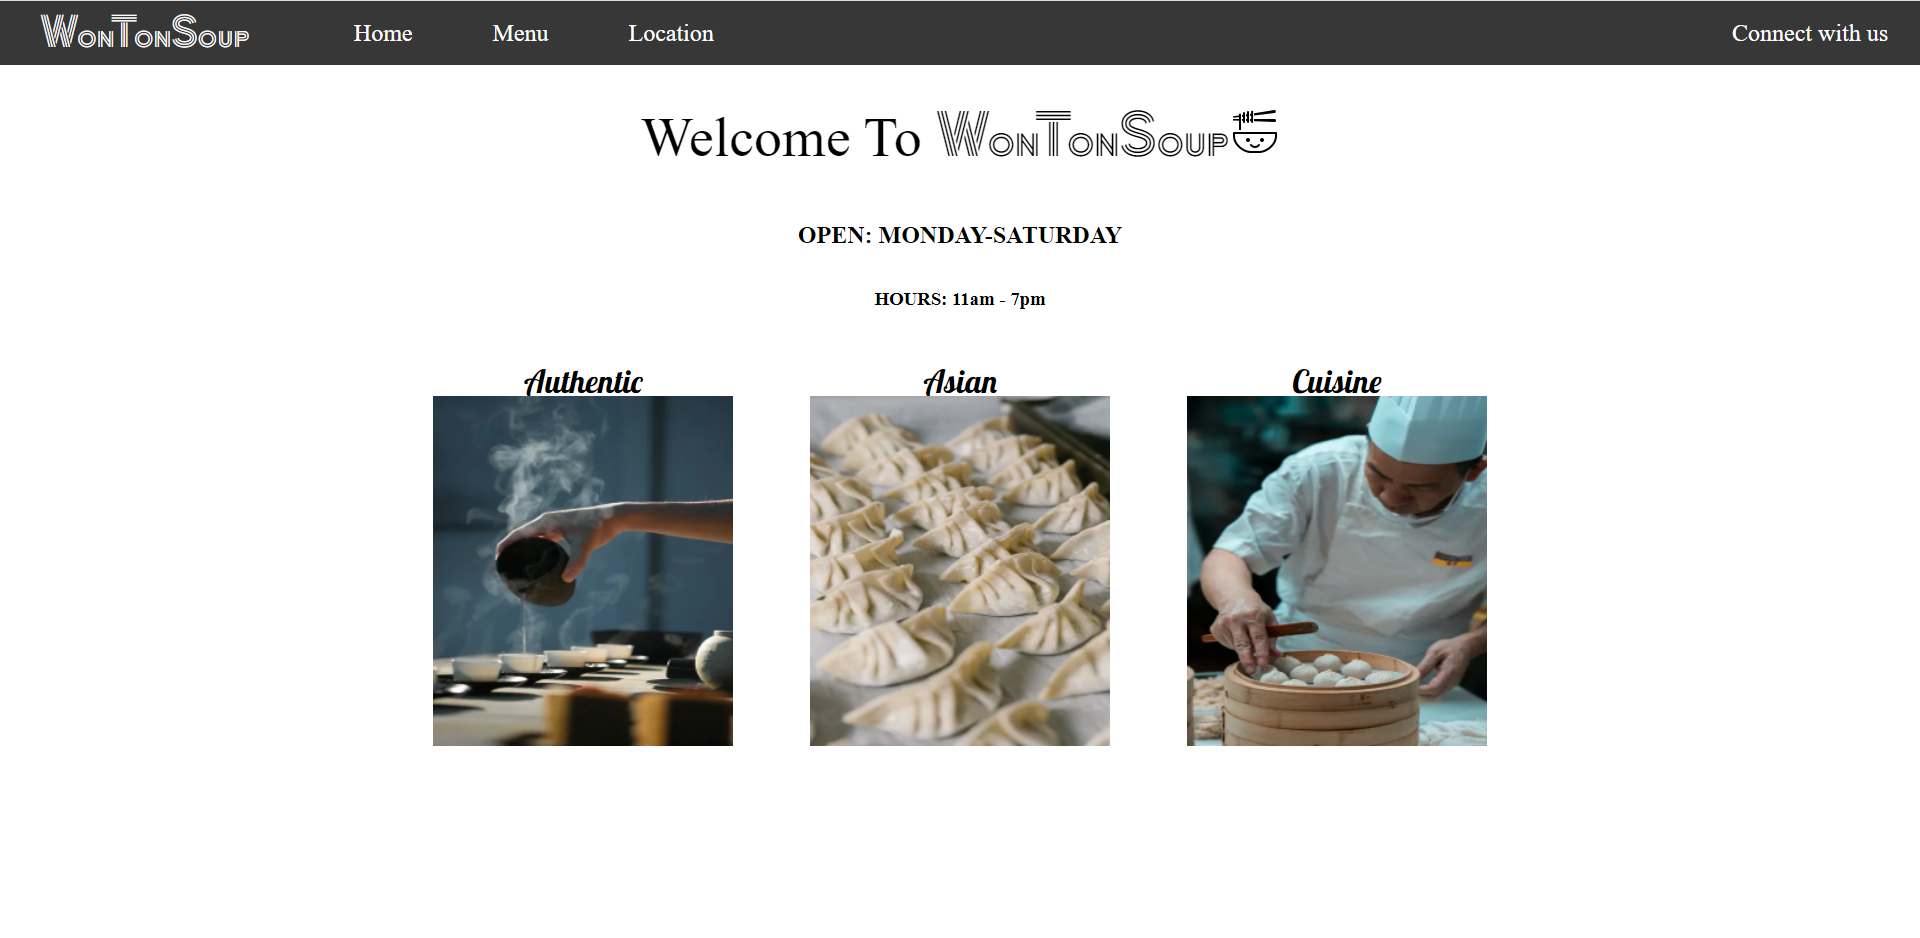 WonTonSoup Home Menu Location Connect with us
Welcome To WonTonSoup
OPEN: MONDAY-SATURDAY
HOURS: 11am - 7pm
Authentic Asian Cuisine